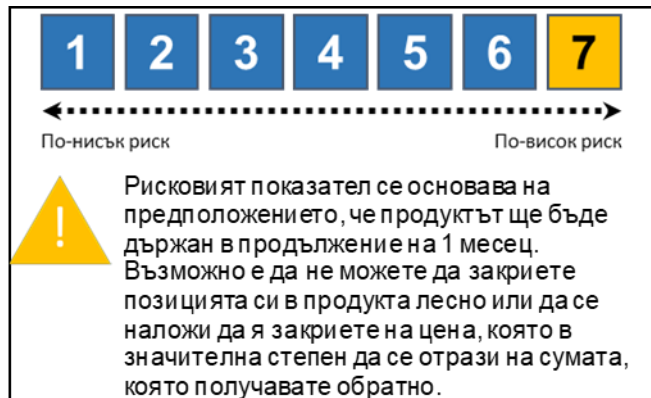 1 2 3 4 5 6 7
По-нисък риск По-висок риск
!
Рисковият показател се основава на
предположението, че продуктът ще бъде
държан в продължение на 1 месец.
Възможно е да не можете да закриете
позицията си в продукта лесно или да се
наложи да я закриете на цена, която в
значителна степен да се отрази на сумата,
която получавате обратно.